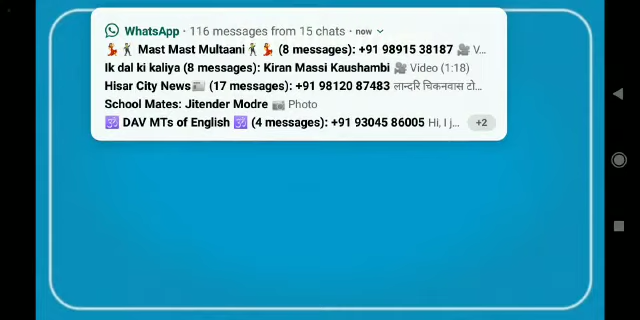 WhatsApp · 116 messages from 15 chats · now
💃🕺 Mast Mast Multaani🕺💃 (8 messages): +91 98915 38187 🎥 V...
Ik dal ki kaliya (8 messages): Kiran Massi Kaushambi 🎥 Video (1:18)
Hisar City News📰 (17 messages): +91 98120 87483 लान्दरि चिकनवास टो...
School Mates: Jitender Modre 📷 Photo
🕉 DAV MTs of English 🕉 (4 messages): +91 93045 86005 Hi, I j... +2